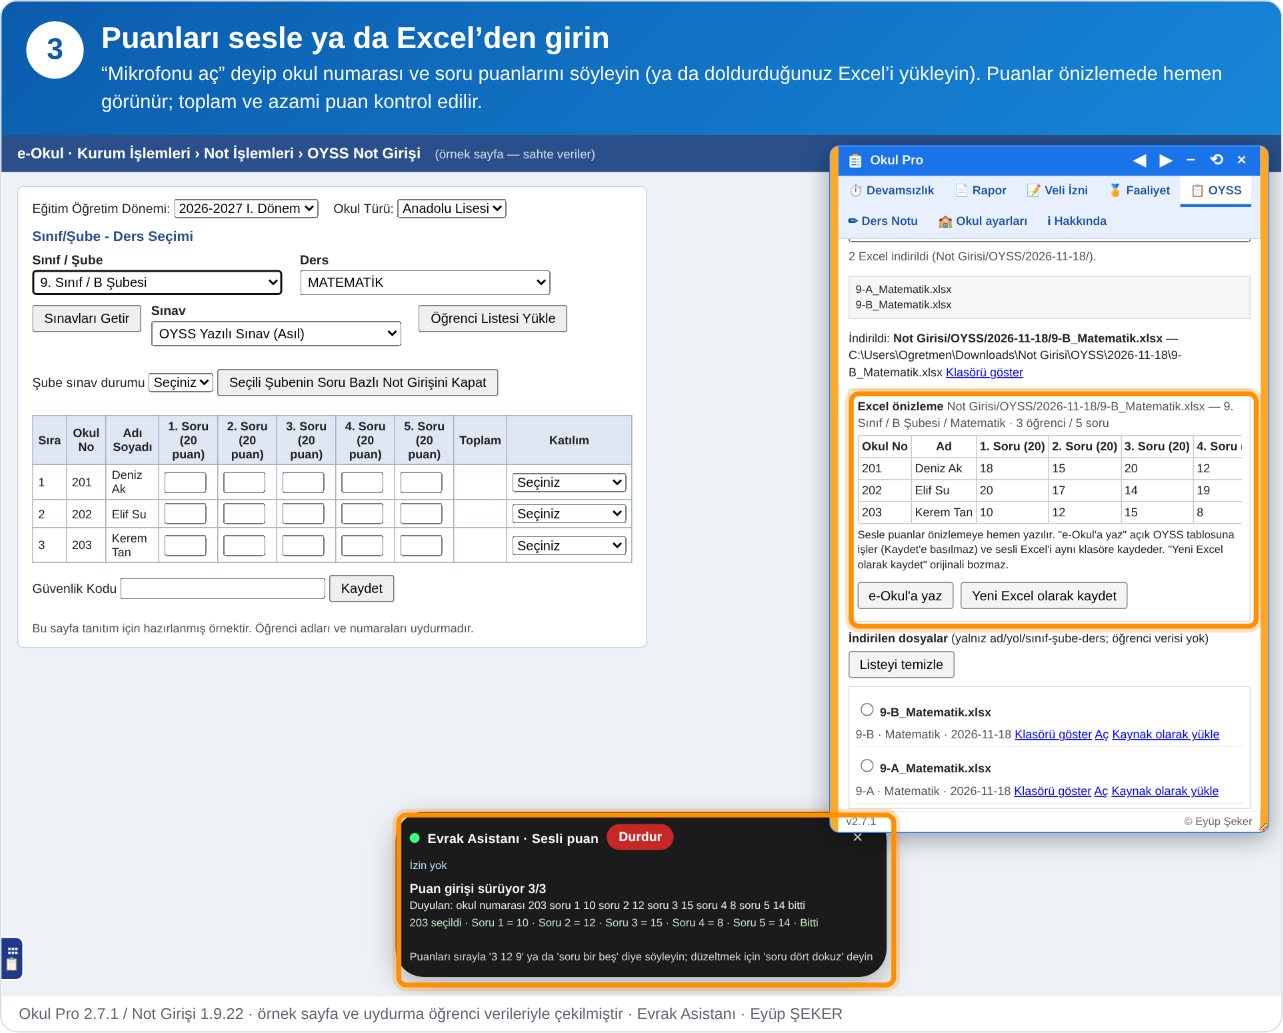 3
Puanları sesle ya da Excel’den girin
“Mikrofonu aç” deyip okul numarası ve soru puanlarını söyleyin (ya da doldurduğunuz Excel’i yükleyin). Puanlar önizlemede hemen
görünür; toplam ve azami puan kontrol edilir.
e-Okul · Kurum İşlemleri › Not İşlemleri › OYSS Not Girişi (örnek sayfa — sahte veriler)
Eğitim Öğretim Dönemi: 2026-2027 I. Dönem Okul Türü: Anadolu Lisesi
Sınıf/Şube - Ders Seçimi
Sınıf / Şube Ders
9. Sınıf / B Şubesi MATEMATİK
Sınavları Getir Sınav Öğrenci Listesi Yükle
OYSS Yazılı Sınav (Asıl)
Şube sınav durumu Seçiniz Seçili Şubenin Soru Bazlı Not Girişini Kapat
Sıra Okul No Adı Soyadı 1. Soru (20 puan) 2. Soru (20 puan) 3. Soru (20 puan) 4. Soru (20 puan) 5. Soru (20 puan) Toplam Katılım
1 201 Deniz Ak Seçiniz
2 202 Elif Su Seçiniz
3 203 Kerem Tan Seçiniz
Güvenlik Kodu Kaydet
Bu sayfa tanıtım için hazırlanmış örnektir. Öğrenci adları ve numaraları uydurmadır.
Okul Pro
Devamsızlık Rapor Veli İzni Faaliyet OYSS
Ders Notu Okul ayarları Hakkında
2 Excel indirildi (Not Girisi/OYSS/2026-11-18/).
9-A_Matematik.xlsx
9-B_Matematik.xlsx
İndirildi: Not Girisi/OYSS/2026-11-18/9-B_Matematik.xlsx —
C:\Users\Ogretmen\Downloads\Not Girisi\OYSS\2026-11-18\9-
B_Matematik.xlsx Klasörü göster
Excel önizleme Not Girisi/OYSS/2026-11-18/9-B_Matematik.xlsx — 9.
Sınıf / B Şubesi / Matematik · 3 öğrenci / 5 soru
Okul No Ad 1. Soru (20) 2. Soru (20) 3. Soru (20) 4. Soru (
201 Deniz Ak 18 15 20 12
202 Elif Su 20 17 14 19
203 Kerem Tan 10 12 15 8
Sesle puanlar önizlemeye hemen yazılır. "e-Okul'a yaz" açık OYSS tablosuna
işler (Kaydet'e basılmaz) ve sesli Excel'i aynı klasöre kaydeder. "Yeni Excel
olarak kaydet" orijinali bozmaz.
e-Okul'a yaz Yeni Excel olarak kaydet
İndirilen dosyalar (yalnız ad/yol/sınıf-şube-ders; öğrenci verisi yok)
Listeyi temizle
9-B_Matematik.xlsx
9-B · Matematik · 2026-11-18 Klasörü göster Aç Kaynak olarak yükle
9-A_Matematik.xlsx
9-A · Matematik · 2026-11-18 Klasörü göster Aç Kaynak olarak yükle
v2.7.1 © Eyüp Şeker
Evrak Asistanı · Sesli puan Durdur ×
İzin yok
Puan girişi sürüyor 3/3
Duyulan: okul numarası 203 soru 1 10 soru 2 12 soru 3 15 soru 4 8 soru 5 14 bitti
203 seçildi · Soru 1 = 10 · Soru 2 = 12 · Soru 3 = 15 · Soru 4 = 8 · Soru 5 = 14 · Bitti
Puanları sırayla '3 12 9' ya da 'soru bir beş' diye söyleyin; düzeltmek için 'soru dört dokuz' deyin
Okul Pro 2.7.1 / Not Girişi 1.9.22 · örnek sayfa ve uydurma öğrenci verileriyle çekilmiştir · Evrak Asistanı · Eyüp ŞEKER